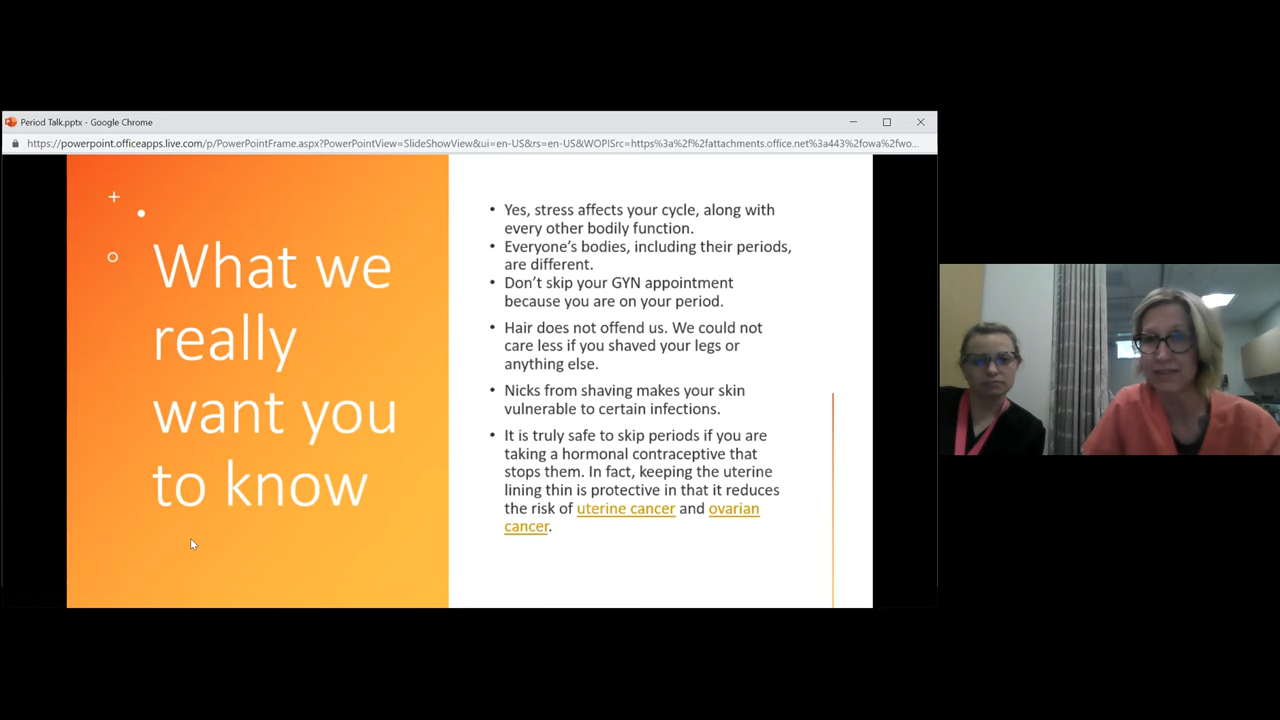 Period Talk.pptx - Google Chrome
https://powerpoint.officeapps.live.com/p/PowerPointFrame.aspx?PowerPointView=SlideShowView&ui=en-US&rs=en-US&WOPISrc=https%3a%2f%2fattachments.office.net%3a443%2fowa%2fwo...
What we
really
want you
to know
• Yes, stress affects your cycle, along with
every other bodily function.
• Everyone’s bodies, including their periods,
are different.
• Don’t skip your GYN appointment
because you are on your period.
• Hair does not offend us. We could not
care less if you shaved your legs or
anything else.
• Nicks from shaving makes your skin
vulnerable to certain infections.
• It is truly safe to skip periods if you are
taking a hormonal contraceptive that
stops them. In fact, keeping the uterine
lining thin is protective in that it reduces
the risk of uterine cancer and ovarian
cancer.